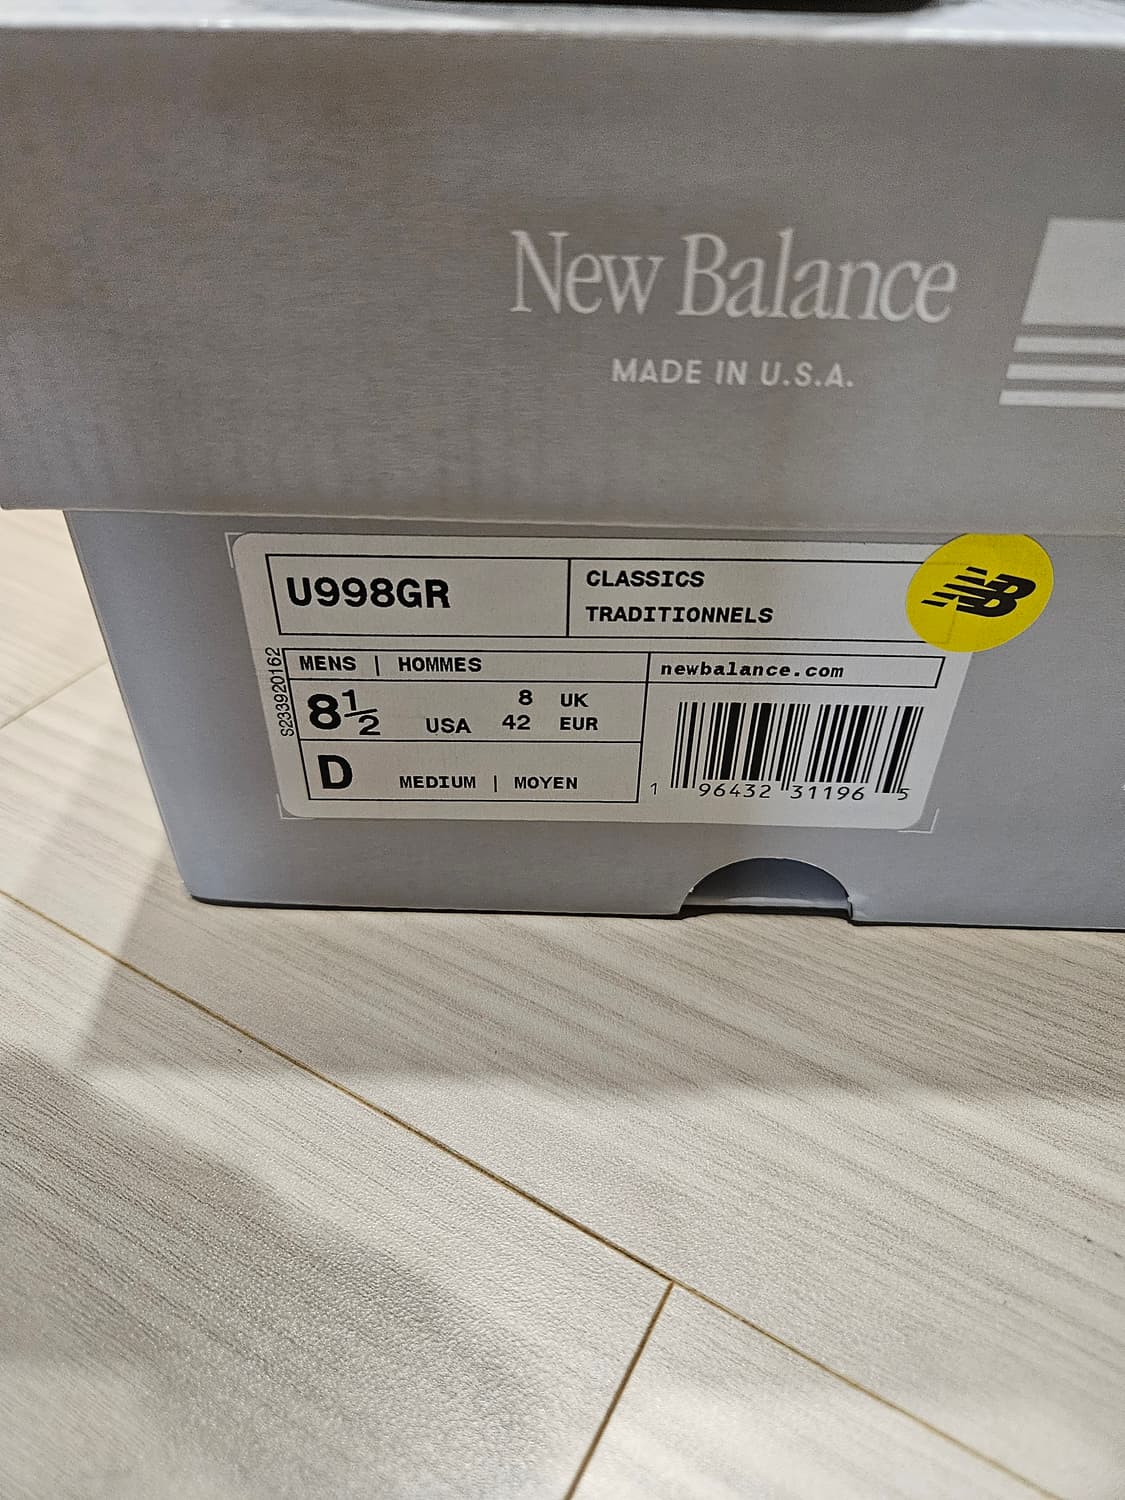 New Balance
MADE IN U.S.A.
U998GR
CLASSICS
TRADITIONNELS
NB
S233920162
MENS | HOMMES
newbalance.com
8½ USA
8 UK
42 EUR
D MEDIUM | MOYEN
1 96432 31196 5